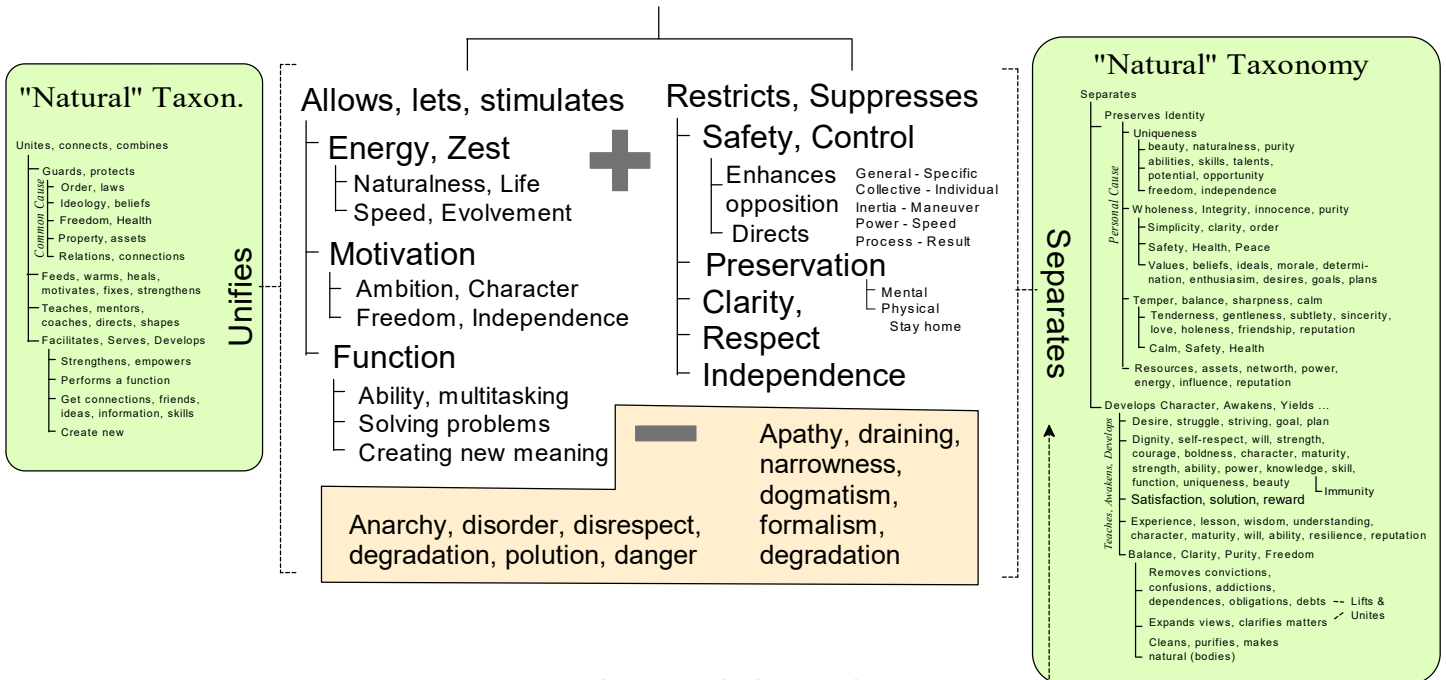 "Natural" Taxon.
Unites, connects, combines
Guards, protects
Common Cause
Order, laws
Ideology, beliefs
Freedom, Health
Property, assets
Relations, connections
Feeds, warms, heals,
motivates, fixes, strengthens
Teaches, mentors,
coaches, directs, shapes
Facilitates, Serves, Develops
Strengthens, empowers
Performs a function
Get connections, friends,
ideas, information, skills
Create new
Unifies
Allows, lets, stimulates
Energy, Zest
Naturalness, Life
Speed, Evolvement
Motivation
Ambition, Character
Freedom, Independence
Function
Ability, multitasking
Solving problems
Creating new meaning
Restricts, Suppresses
Safety, Control
Enhances
opposition
Directs
General - Specific
Collective - Individual
Inertia - Maneuver
Power - Speed
Process - Result
Preservation
Mental
Physical
Stay home
Clarity,
Respect
Independence
Anarchy, disorder, disrespect,
degradation, polution, danger
Apathy, draining,
narrowness,
dogmatism,
formalism,
degradation
Separates
"Natural" Taxonomy
Separates
Preserves Identity
Personal Cause
Uniqueness
beauty, naturalness, purity
abilities, skills, talents,
potential, opportunity
freedom, independence
Wholeness, Integrity, innocence, purity
Simplicity, clarity, order
Safety, Health, Peace
Values, beliefs, ideals, morale, determi-
nation, enthusiasim, desires, goals, plans
Temper, balance, sharpness, calm
Tenderness, gentleness, subtlety, sincerity,
love, holeness, friendship, reputation
Calm, Safety, Health
Resources, assets, networth, power,
energy, influence, reputation
Develops Character, Awakens, Yields ...
Teaches, Awakens, Develops
Desire, struggle, striving, goal, plan
Dignity, self-respect, will, strength,
courage, boldness, character, maturity,
strength, ability, power, knowledge, skill,
function, uniqueness, beauty
Immunity
Satisfaction, solution, reward
Experience, lesson, wisdom, understanding,
character, maturity, will, ability, resilience, reputation
Balance, Clarity, Purity, Freedom
Removes convictions,
confusions, addictions,
dependences, obligations, debts
Expands views, clarifies matters
Lifts &
Unites
Cleans, purifies, makes
natural (bodies)